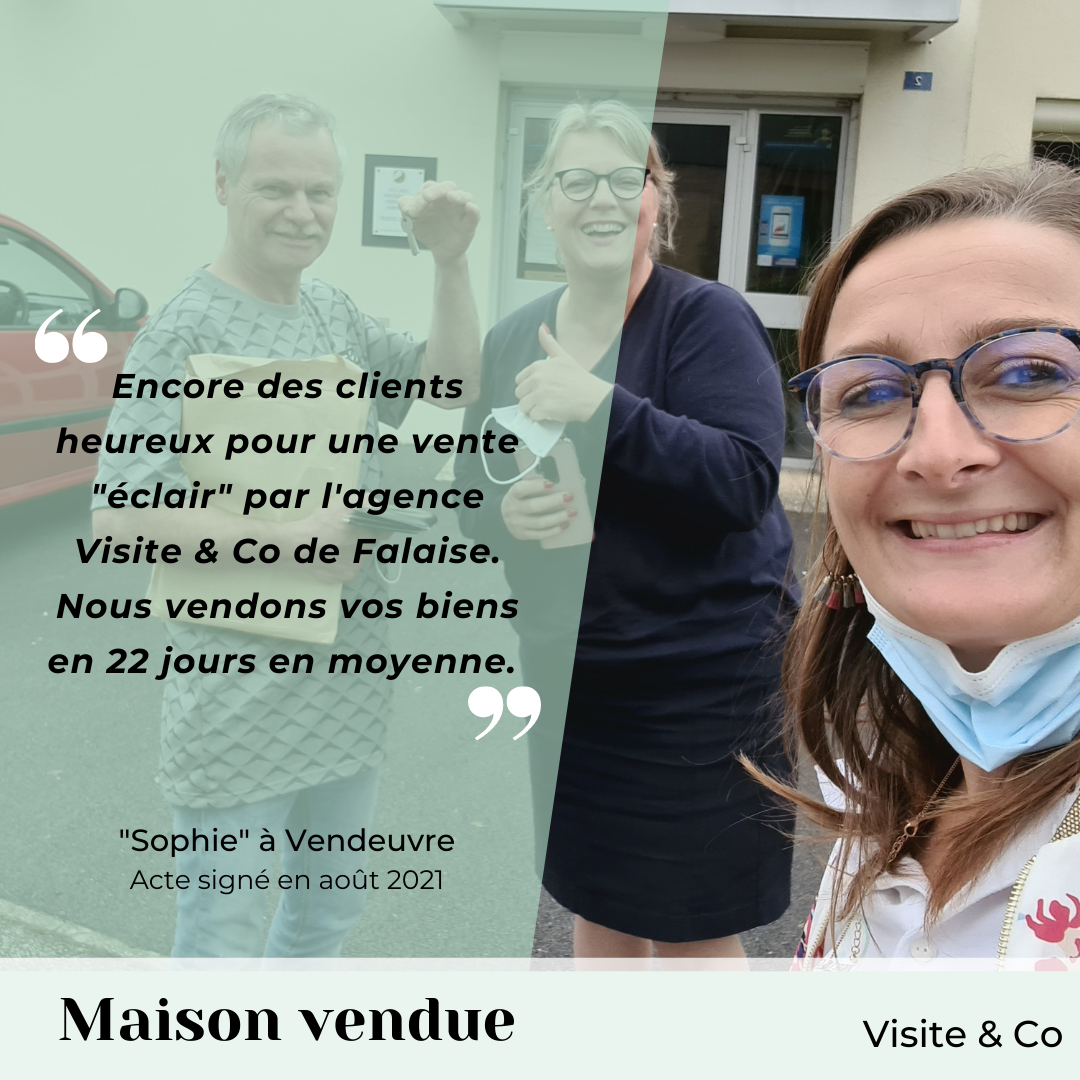 “
Encore des clients
heureux pour une vente
"éclair" par l'agence
Visite & Co de Falaise.
Nous vendons vos biens
en 22 jours en moyenne.
”
"Sophie" à Vendeuvre
Acte signé en août 2021
Maison vendue
Visite & Co
2